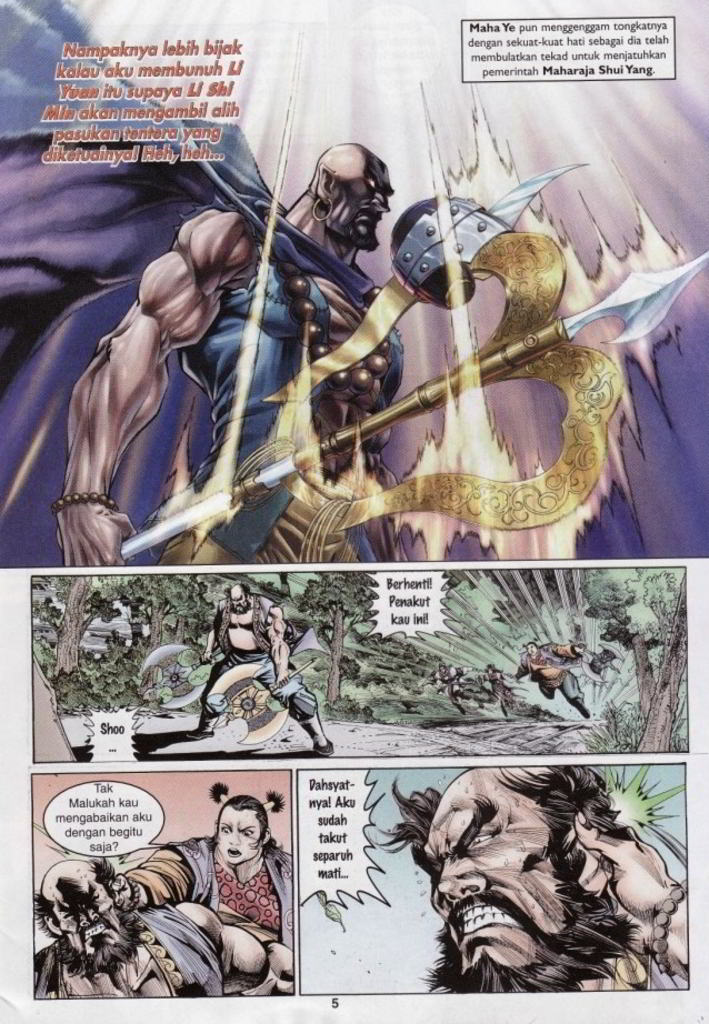 Nampaknya lebih bijak
kalau aku membunuh Li
Yuan itu supaya Li Shi
Min akan mengambil alih
pasukan tentera yang
diketuainya! Heh, heh...
Maha Ye pun menggenggam tongkatnya
dengan sekuat-kuat hati sebagai dia telah
membulatkan tekad untuk menjatuhkan
pemerintah Maharaja Shui Yang.
Berhenti!
Penakut
kau ini!
Shoo
...
Tak
Malukah kau
mengabaikan aku
dengan begitu
saja?
Dahsyat-
nya! Aku
sudah
takut
separuh
mati...
5